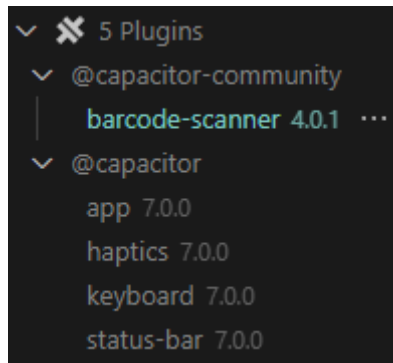 5 Plugins
@capacitor-community
barcode-scanner 4.0.1 ···
@capacitor
app 7.0.0
haptics 7.0.0
keyboard 7.0.0
status-bar 7.0.0